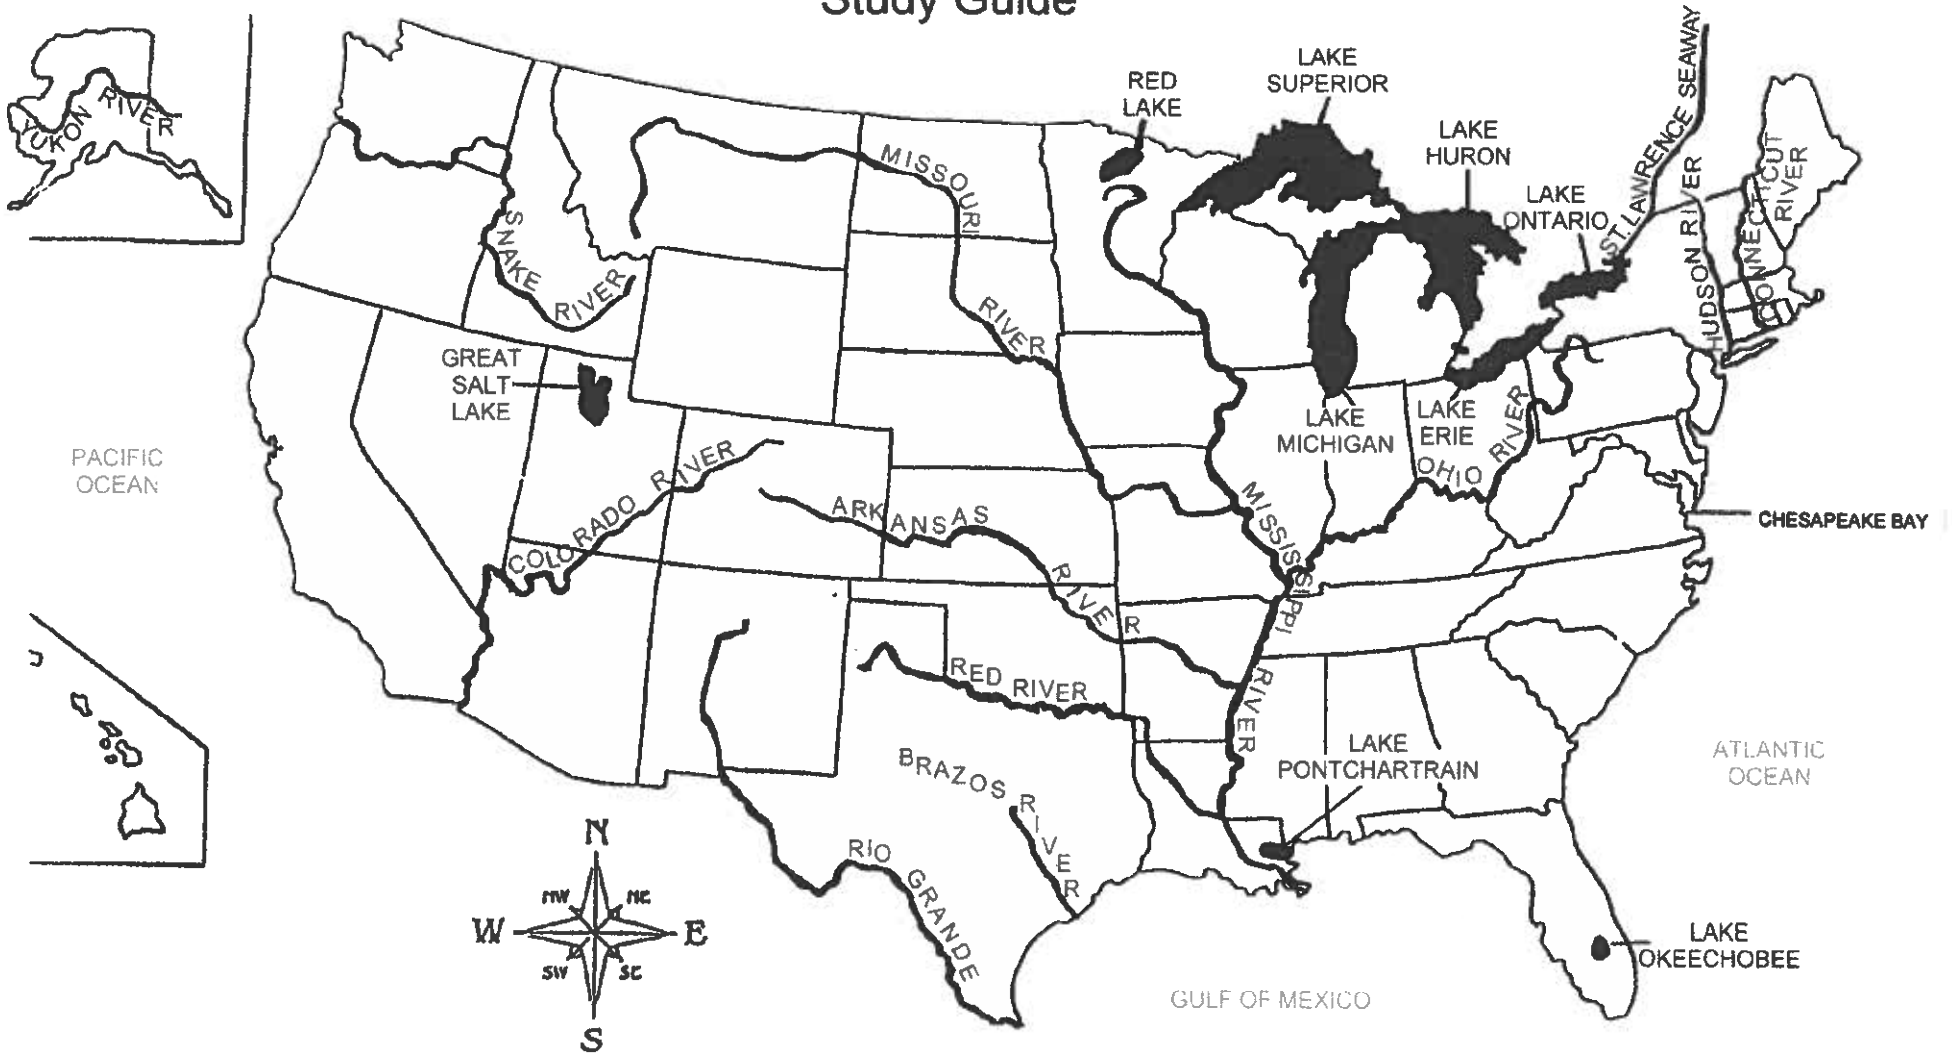 Study Guide
YUKON RIVER
LAKE
SUPERIOR
RED
LAKE
LAKE
HURON
LAKE
ONTARIO
ST. LAWRENCE SEAWAY
HUDSON RIVER
CONNECTICUT
RIVER
MISSOURI
RIVER
SNAKE
RIVER
GREAT
SALT
LAKE
LAKE
MICHIGAN
LAKE
ERIE
OHIO RIVER
PACIFIC
OCEAN
COLORADO RIVER
ARKANSAS
RIVER
MISSISSIPPI
RIVER
CHESAPEAKE BAY
RED RIVER
BRAZOS RIVER
LAKE
PONTCHARTRAIN
ATLANTIC
OCEAN
RIO
GRANDE
N
NW
NE
W
E
SW
SE
S
LAKE
OKEECHOBEE
GULF OF MEXICO